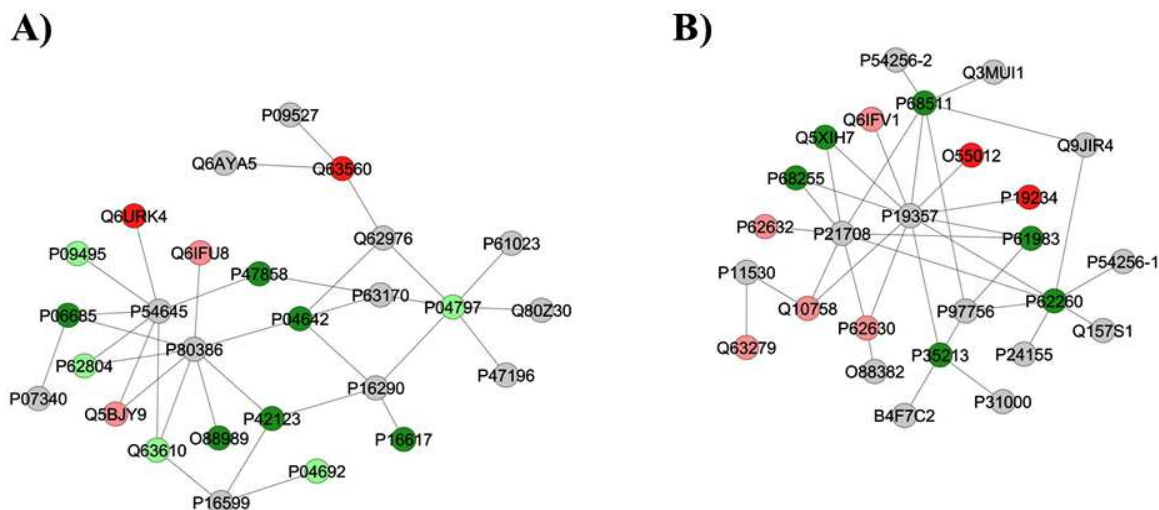 A)
P09527
Q6AYA5
Q63560
Q6URK4
P09495
Q6IFU8
Q62976
P61023
P47858
P63170
P06685
P54645
P04642
P04797
Q80Z30
P62804
P80386
P07340
Q5BJY9
P16290
P47196
O88989
P42123
Q63610
P16617
P04692
P16599
B)
P54256-2
Q3MUI1
P68511
Q6IFV1
Q5XIH7
O55012
Q9JIR4
P68255
P19234
P19357
P62632
P21708
P61983
P11530
P54256-1
Q10758
P97756
P62260
P62630
Q157S1
Q63279
P35213
P24155
O88382
B4F7C2
P31000